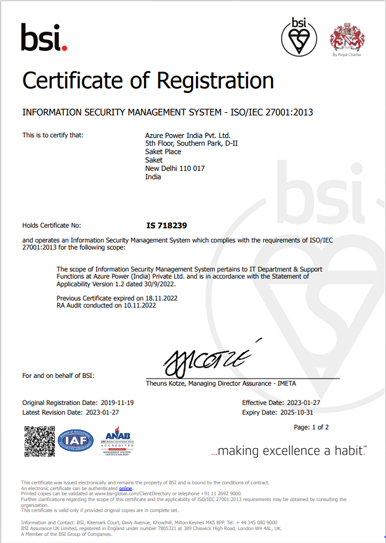 bsi.
bsi
By Royal Charter
Certificate of Registration
INFORMATION SECURITY MANAGEMENT SYSTEM - ISO/IEC 27001:2013
This is to certify that:
Azure Power India Pvt. Ltd.
5th Floor, Southern Park, D-II
Saket Place
Saket
New Delhi 110 017
India
bsi
Holds Certificate No:
IS 718239
and operates an Information Security Management System which complies with the requirements of ISO/IEC
27001:2013 for the following scope:
The scope of Information Security Management System pertains to IT Department & Support
Functions at Azure Power (India) Private Ltd. and is in accordance with the Statement of
Applicability Version 1.2 dated 30/9/2022.
Previous Certificate expired on 18.11.2022
RA Audit conducted on 10.11.2022
For and on behalf of BSI:
Theuns Kotze, Managing Director Assurance - IMETA
Original Registration Date: 2019-11-19
Effective Date: 2023-01-27
Latest Revision Date: 2023-01-27
Expiry Date: 2025-10-31
Page: 1 of 2
IAF
ANAB
ACCREDITED
...making excellence a habit.™
This certificate was issued electronically and remains the property of BSI and is bound by the conditions of contract.
An electronic certificate can be authenticated online.
Printed copies can be validated at www.bsi-global.com/ClientDirectory or telephone +91 11 2692 9000.
Further clarifications regarding the scope of this certificate and the applicability of ISO/IEC 27001:2013 requirements may be obtained by consulting the
organization.
This certificate is valid only if provided original copies are in complete set.
Information and Contact: BSI, Kitemark Court, Davy Avenue, Knowlhill, Milton Keynes MK5 8PP. Tel: + 44 345 080 9000
BSI Assurance UK Limited, registered in England under number 7805321 at 389 Chiswick High Road, London W4 4AL, UK.
A Member of the BSI Group of Companies.